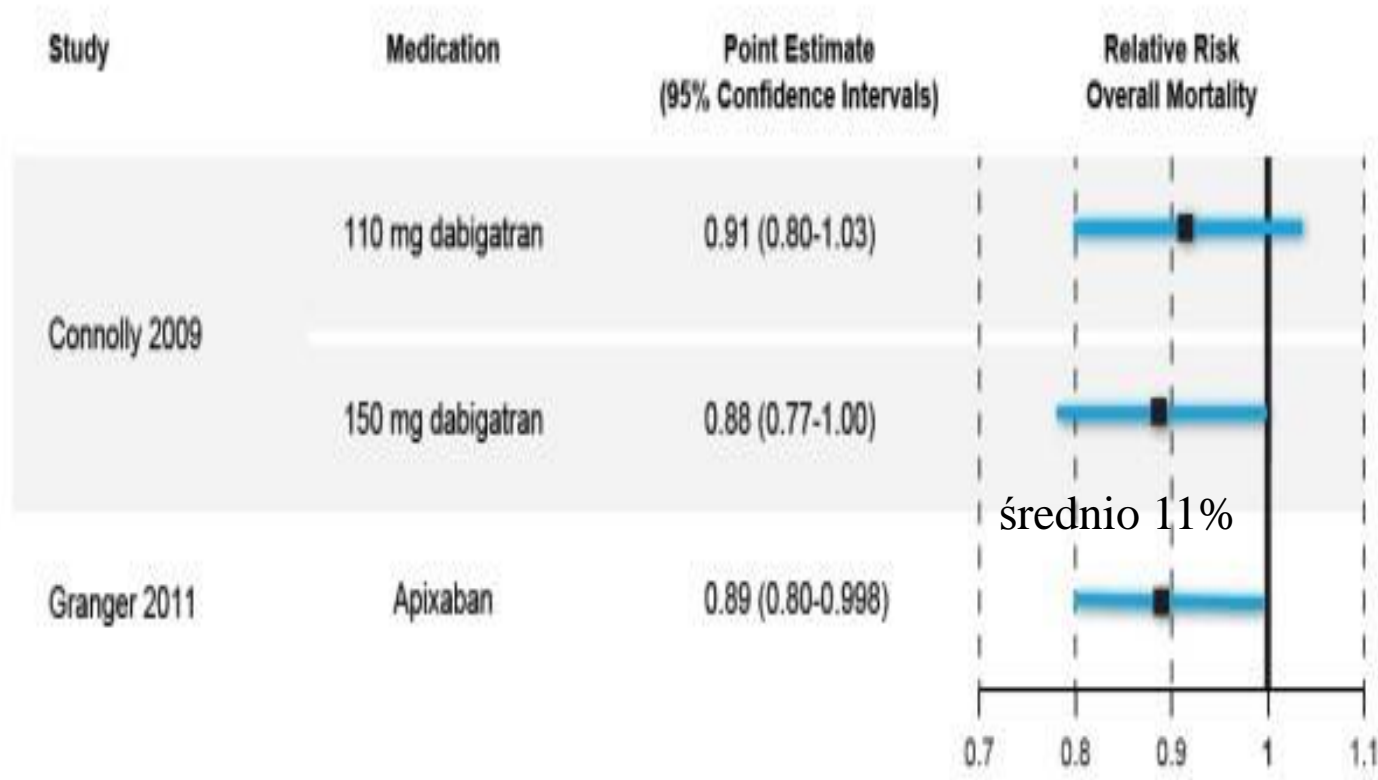 Study Medication Point Estimate Relative Risk
(95% Confidence Intervals) Overall Mortality
110 mg dabigatran 0.91 (0.80-1.03)
Connolly 2009
150 mg dabigatran 0.88 (0.77-1.00)
średnio 11%
Granger 2011 Apixaban 0.89 (0.80-0.998)
0.7 0.8 0.9 1 1.1